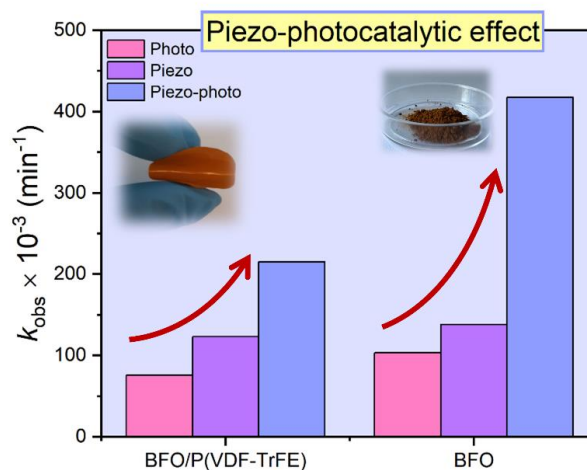 Piezo-photocatalytic effect
Photo
Piezo
Piezo-photo
500
400
300
200
100
0
k_obs × 10⁻³ (min⁻¹)
BFO/P(VDF-TrFE)
BFO